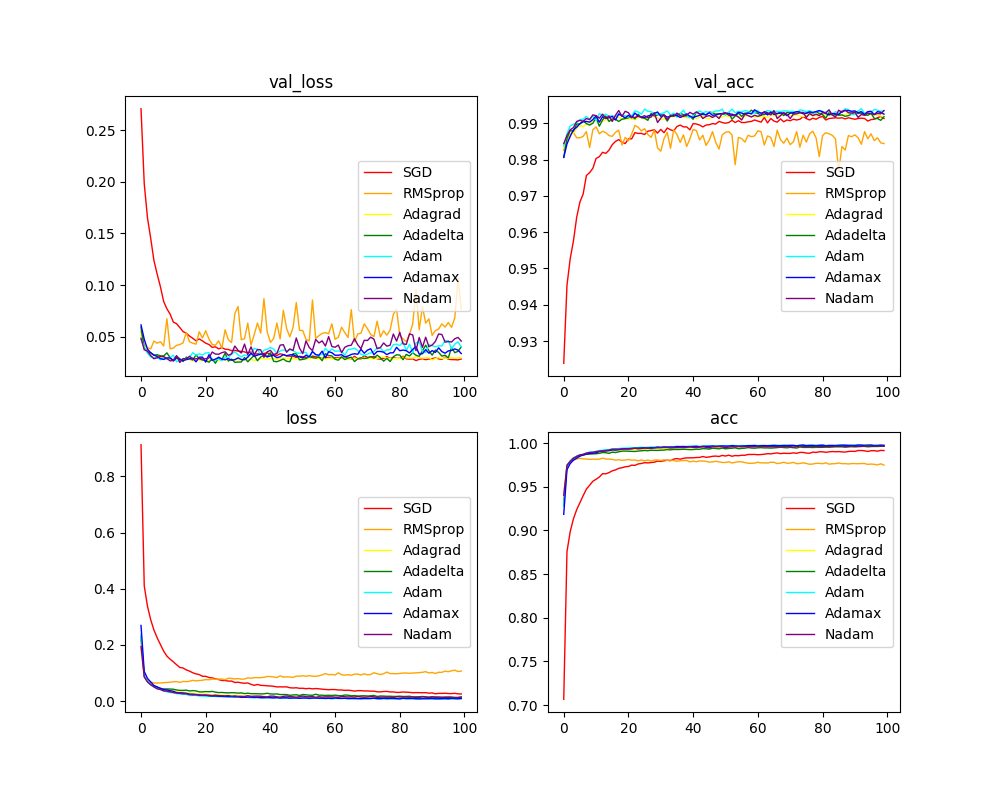 val_loss
0.25
0.20
0.15
0.10
0.05
0 20 40 60 80 100
SGD
RMSprop
Adagrad
Adadelta
Adam
Adamax
Nadam
val_acc
0.99
0.98
0.97
0.96
0.95
0.94
0.93
0 20 40 60 80 100
SGD
RMSprop
Adagrad
Adadelta
Adam
Adamax
Nadam
loss
0.8
0.6
0.4
0.2
0.0
0 20 40 60 80 100
SGD
RMSprop
Adagrad
Adadelta
Adam
Adamax
Nadam
acc
1.00
0.95
0.90
0.85
0.80
0.75
0.70
0 20 40 60 80 100
SGD
RMSprop
Adagrad
Adadelta
Adam
Adamax
Nadam